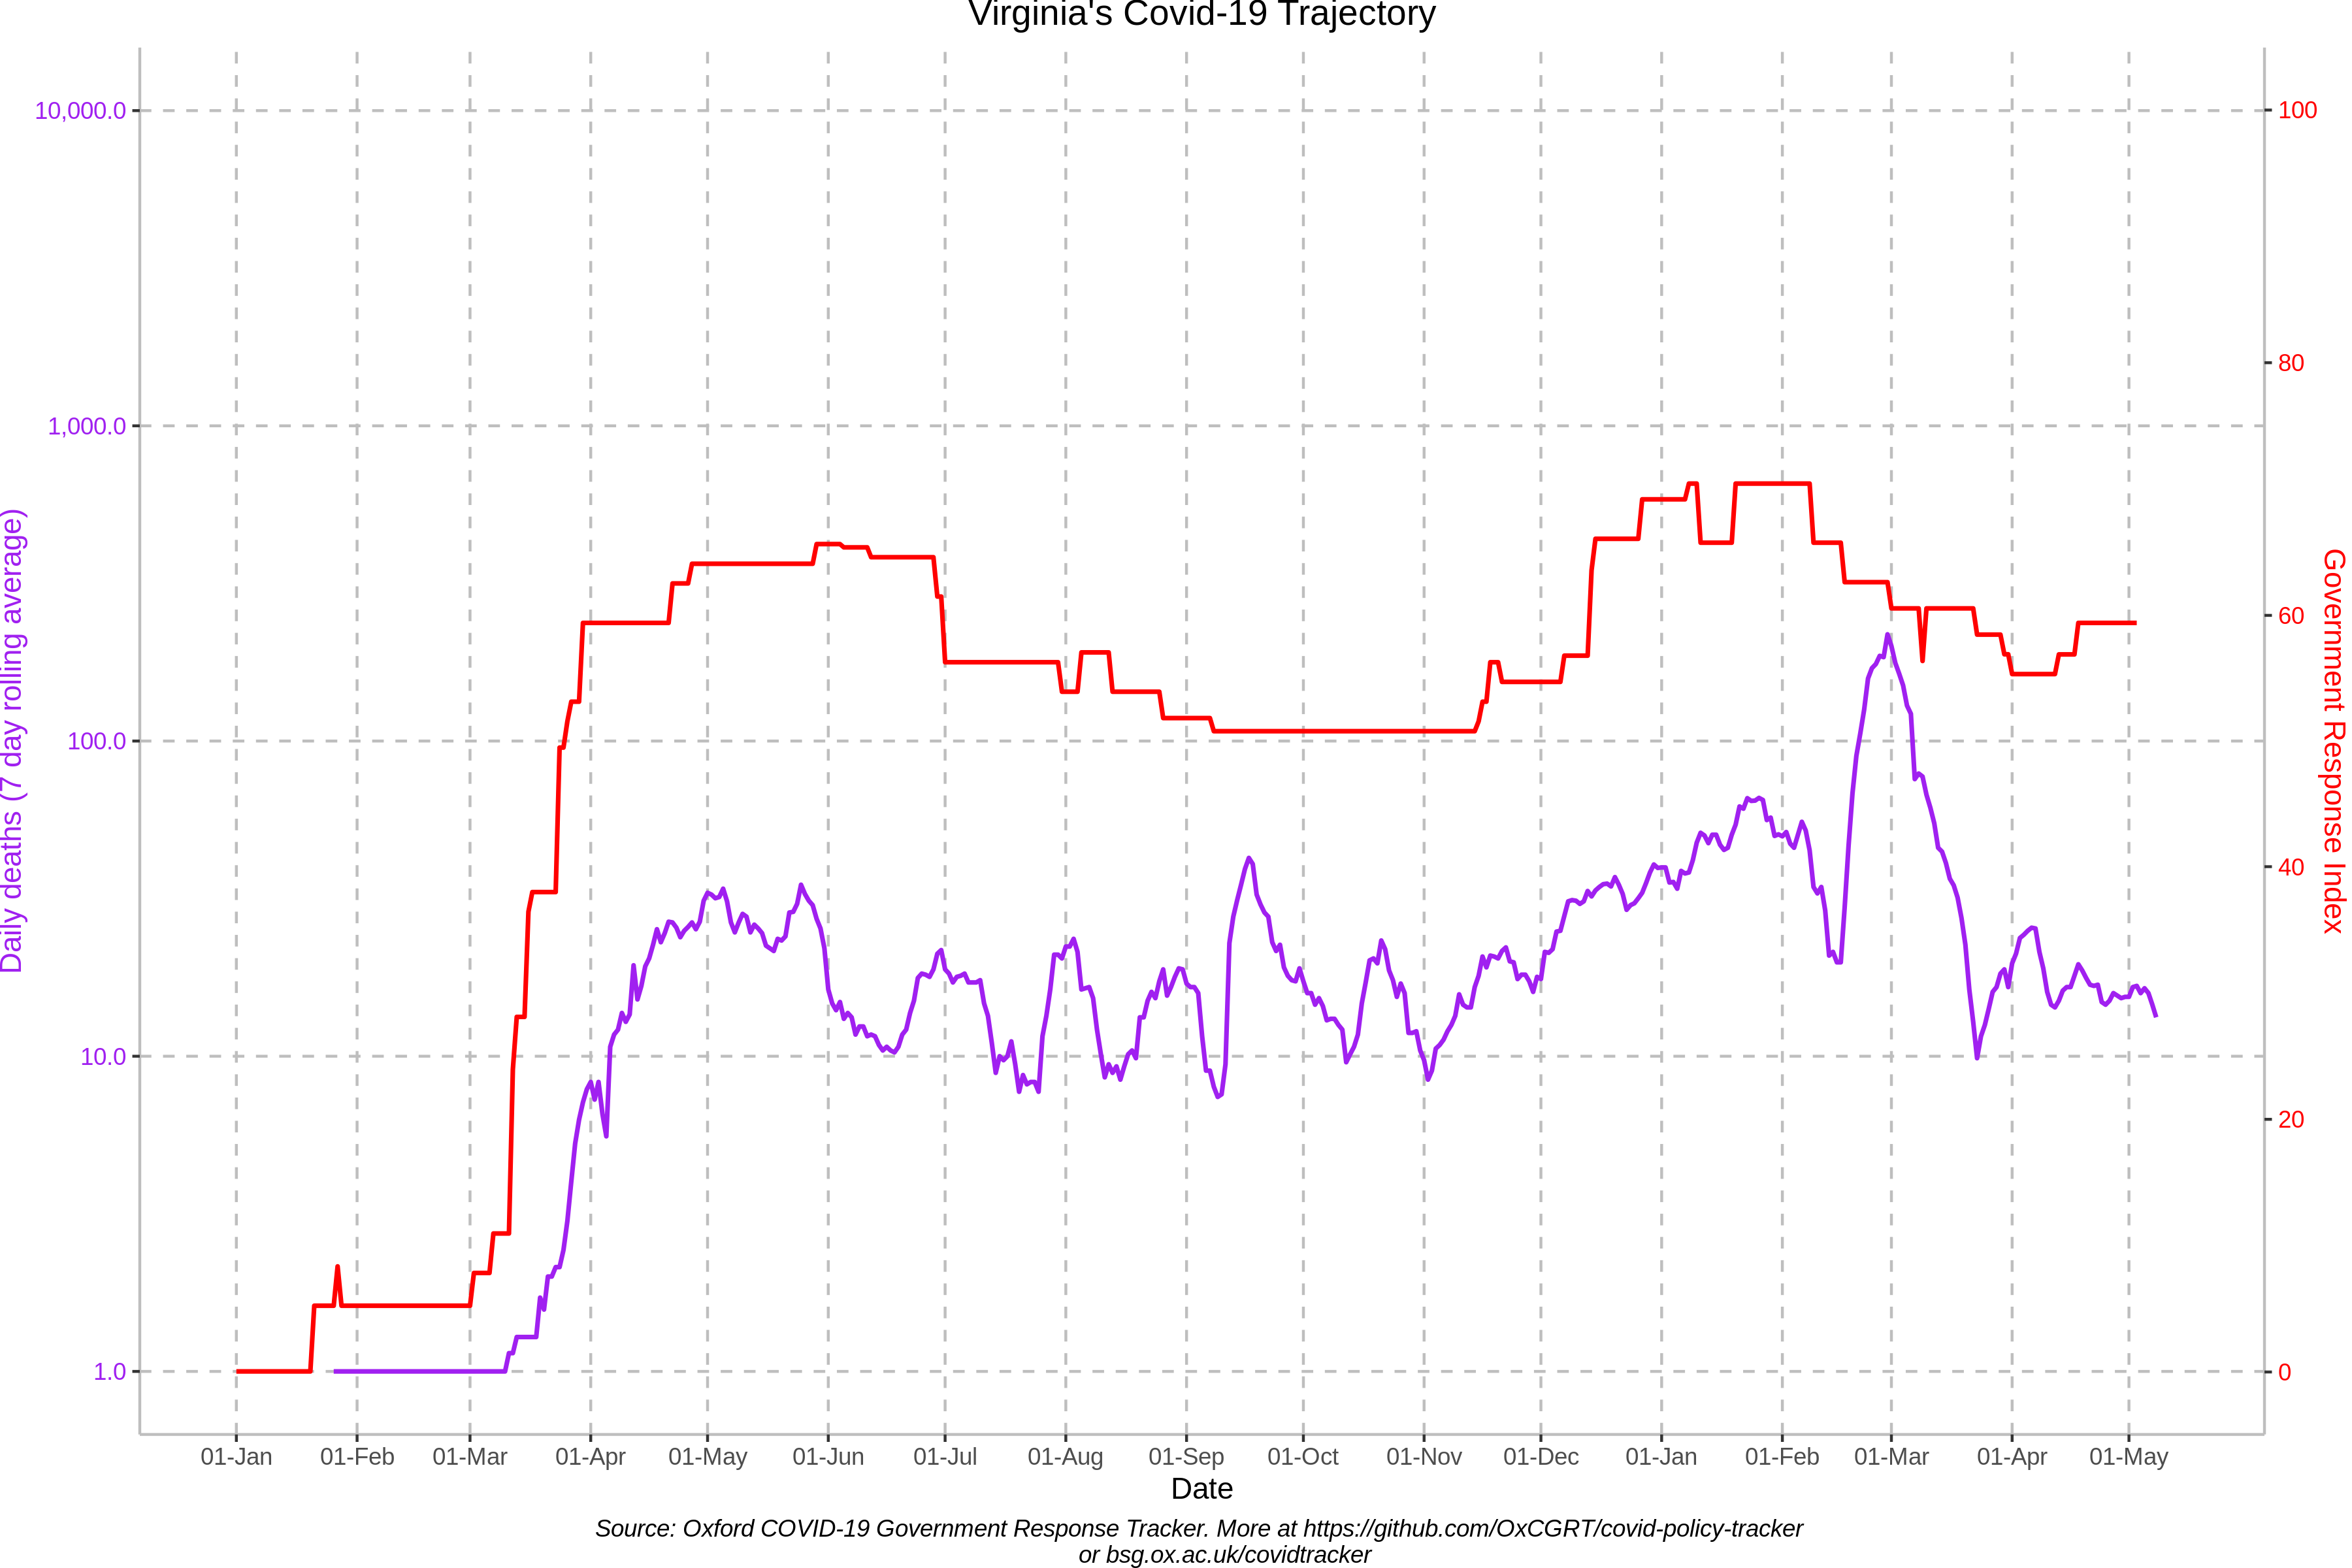 Virginia's Covid-19 Trajectory
10,000.0
1,000.0
100.0
10.0
1.0
Daily deaths (7 day rolling average)
100
80
60
40
20
0
Government Response Index
01-Jan 01-Feb 01-Mar 01-Apr 01-May 01-Jun 01-Jul 01-Aug 01-Sep 01-Oct 01-Nov 01-Dec 01-Jan 01-Feb 01-Mar 01-Apr 01-May
Date
Source: Oxford COVID-19 Government Response Tracker. More at https://github.com/OxCGRT/covid-policy-tracker
or bsg.ox.ac.uk/covidtracker